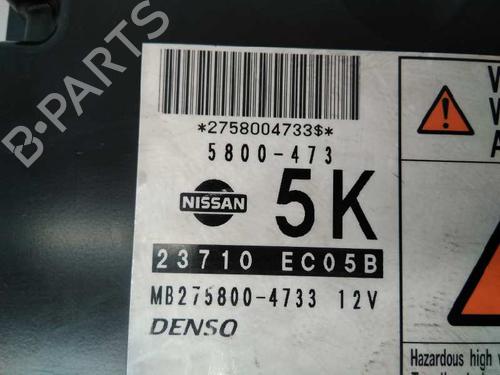 B-PARTS
*2758004733$*
5800-473
NISSAN
5K
23710 EC05B
MB275800-4733 12V
DENSO
Hazardous high